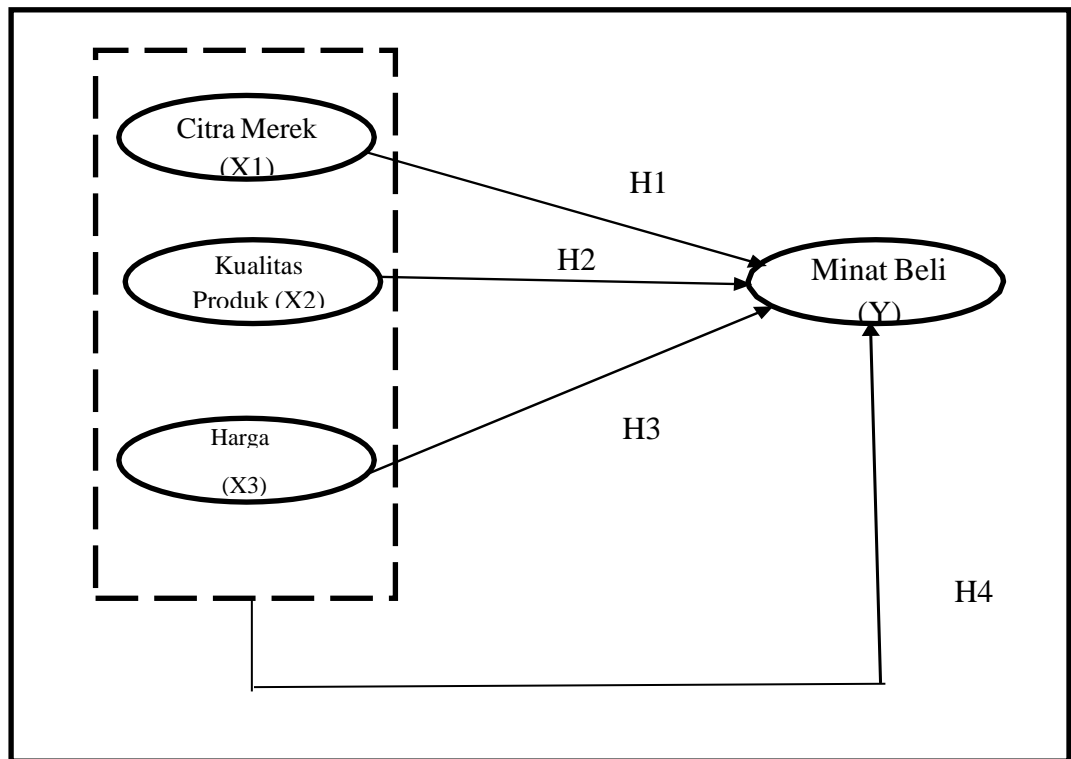 Citra Merek
(X1)
H1
Kualitas
Produk (X2)
H2
Minat Beli
(Y)
Harga
(X3)
H3
H4